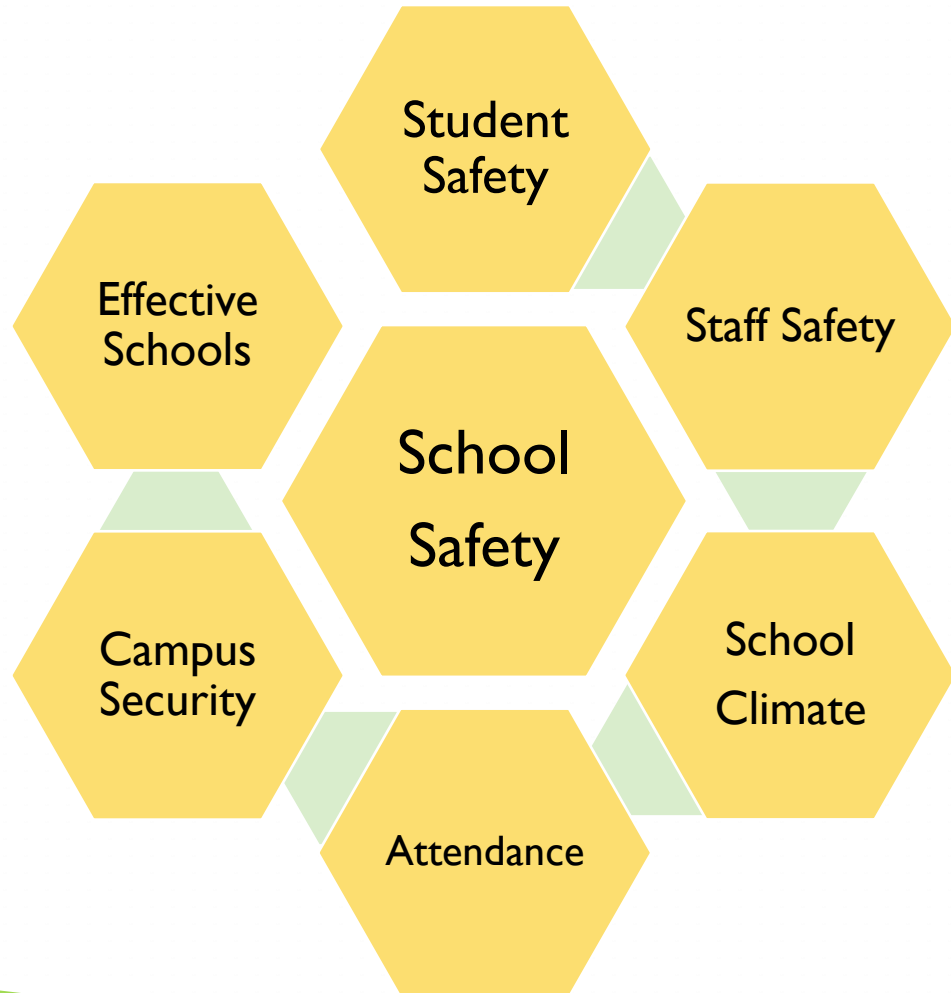 Student
Safety
Staff Safety
School
Climate
Attendance
Campus
Security
Effective
Schools
School
Safety